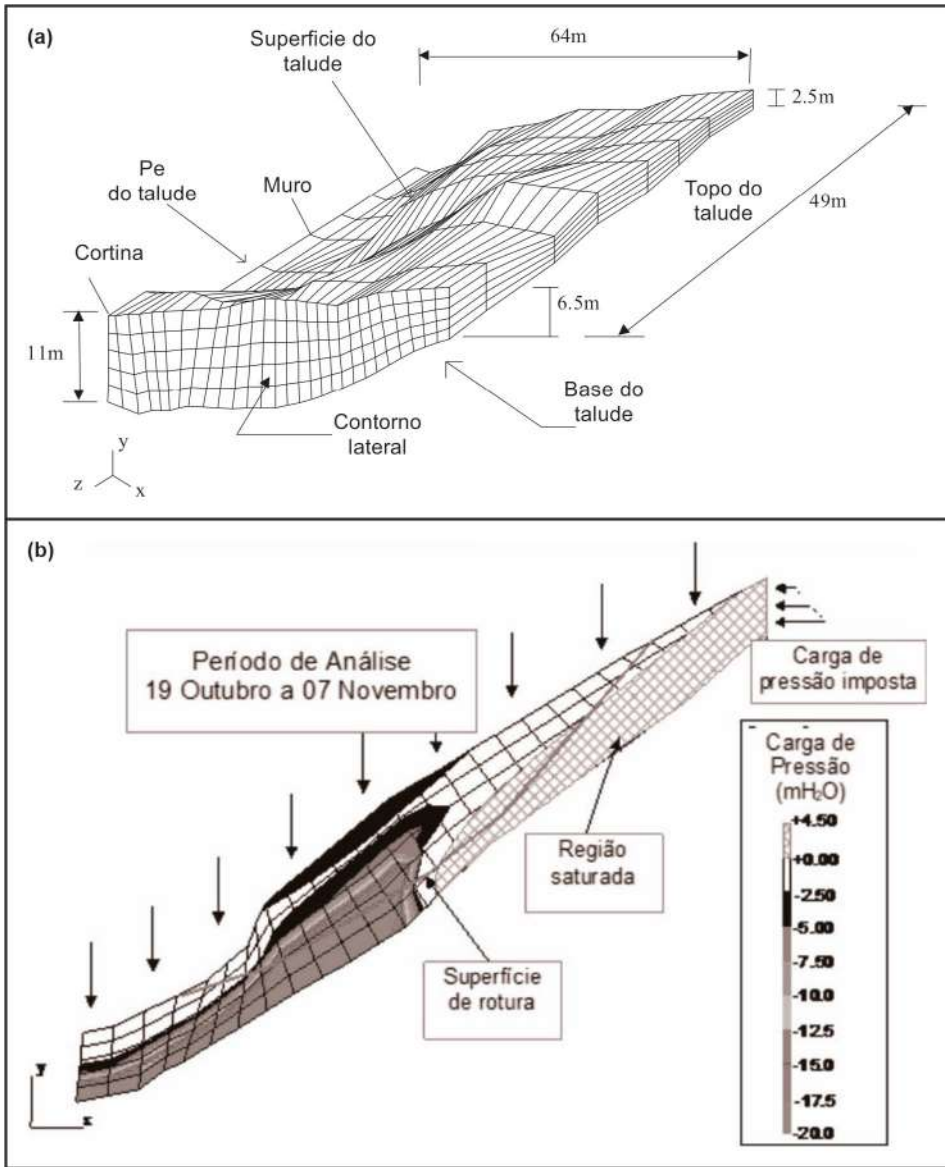 (a)
Superficie do
talude
64m
2.5m
Pe
do talude
Muro
Topo do
talude
49m
Cortina
6.5m
11m
Base do
talude
Contorno
lateral
y
z
x
(b)
Período de Análise
19 Outubro a 07 Novembro
Carga de
pressão imposta
Carga de
Pressão
(mH₂O)
+4.50
+0.00
-2.50
-5.00
-7.50
-10.0
-12.5
-15.0
-17.5
-20.0
Região
saturada
Superfície
de rotura
y
x